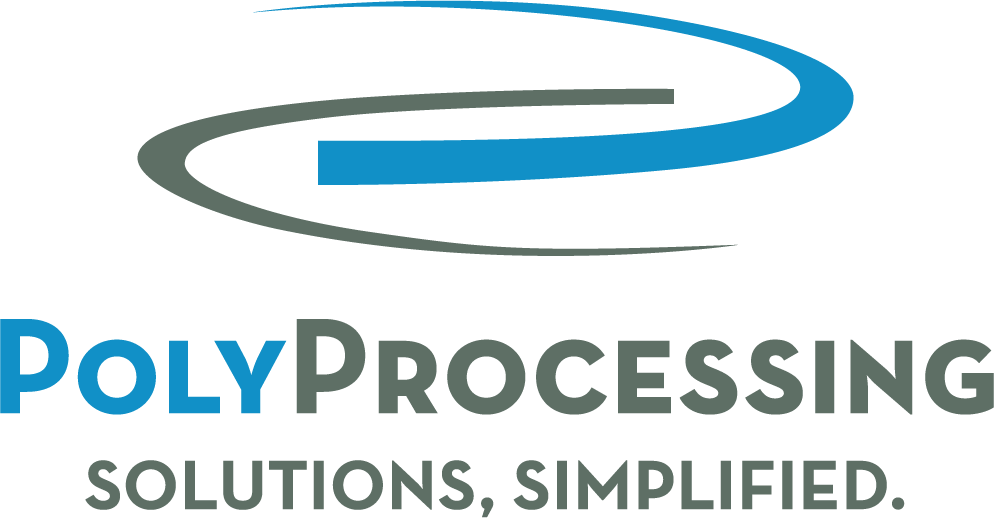 PolyProcessing
SOLUTIONS, SIMPLIFIED.